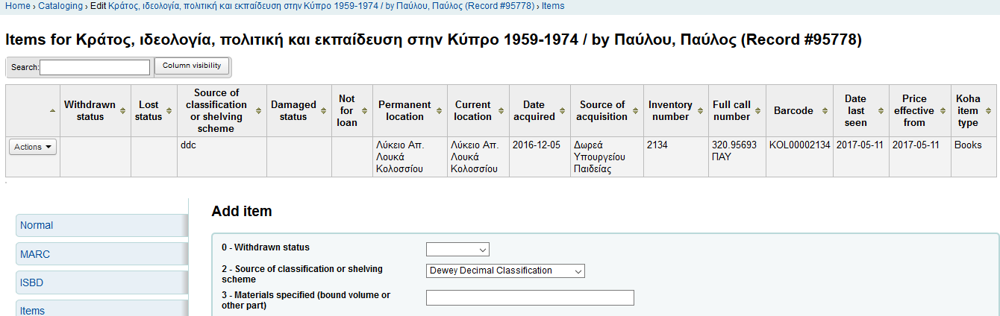 Home › Cataloging › Edit Κράτος, ιδεολογία, πολιτική και εκπαίδευση στην Κύπρο 1959-1974 / by Παύλου, Παύλος (Record #95778) › Items
Items for Κράτος, ιδεολογία, πολιτική και εκπαίδευση στην Κύπρο 1959-1974 / by Παύλου, Παύλος (Record #95778)
Search: Column visibility
Withdrawn status Lost status Source of classification or shelving scheme Damaged status Not for loan Permanent location Current location Date acquired Source of acquisition Inventory number Full call number Barcode Date last seen Price effective from Koha item type
Actions ddc Λύκειο Απ. Λουκά Κολοσσίου Λύκειο Απ. Λουκά Κολοσσίου 2016-12-05 Δωρεά Υπουργείου Παιδείας 2134 320.95693 ΠΑΥ KOL00002134 2017-05-11 2017-05-11 Books
Normal
MARC
ISBD
Items
Add item
0 - Withdrawn status
2 - Source of classification or shelving scheme Dewey Decimal Classification
3 - Materials specified (bound volume or other part)